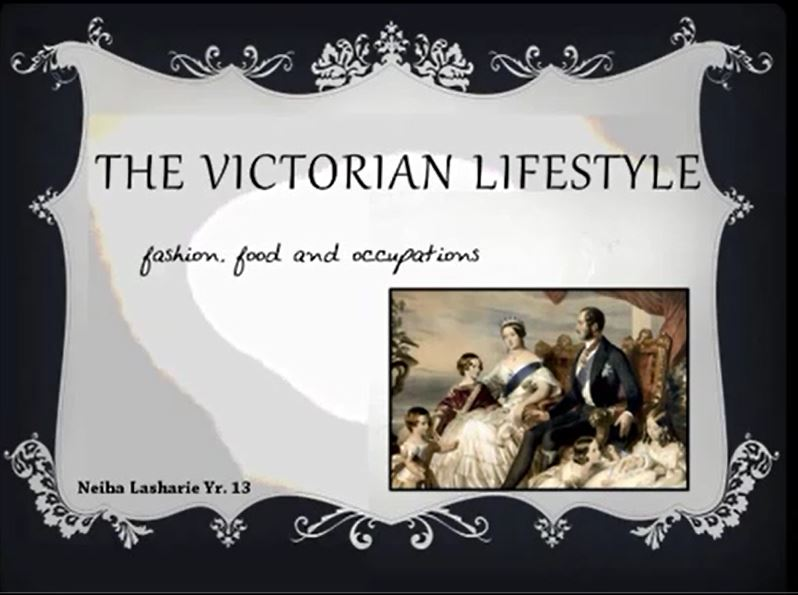 THE VICTORIAN LIFESTYLE
fashion, food and occupations
Neiba Lasharie Yr. 13